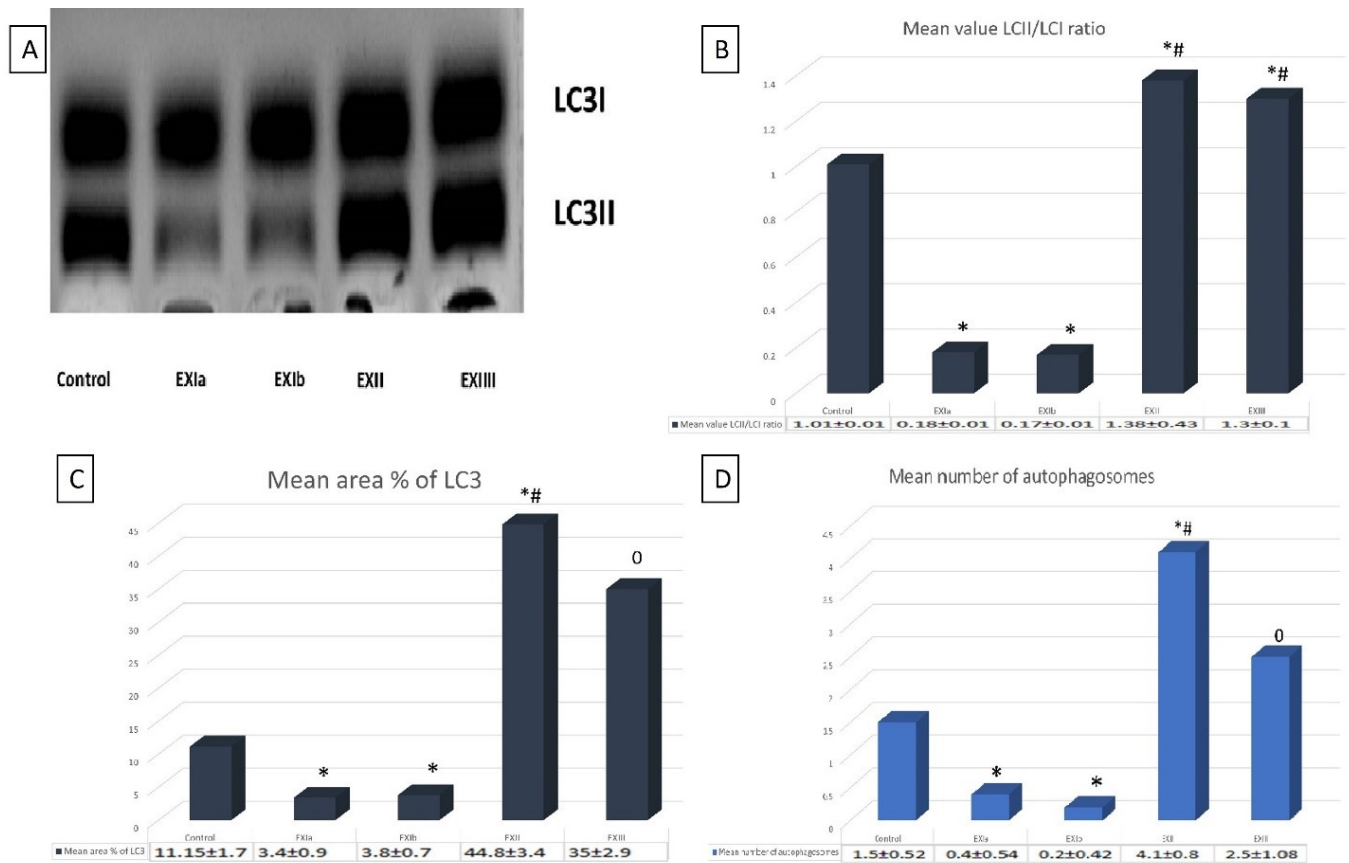 A
LC3I
LC3II
Control EXIa EXIb EXII EXIIII
B
Mean value LCII/LCI ratio
1.4
1.2
1
0.8
0.6
0.4
0.2
0
*#
*#
*
*
Control EXIa EXIb EXII EXIII
Mean value LCII/LCI ratio 1.01±0.01 0.18±0.01 0.17±0.01 1.38±0.43 1.3±0.1
C
Mean area % of LC3
45
40
35
30
25
20
15
10
5
0
*#
0
*
*
Control EXIa EXIb EXII EXIII
Mean area % of LC3 11.15±1.7 3.4±0.9 3.8±0.7 44.8±3.4 35±2.9
D
Mean number of autophagosomes
4.5
4
3.5
3
2.5
2
1.5
1
0.5
0
*#
0
*
*
Control EXIa EXIb EXII EXIII
Mean number of autophagosomes 1.5±0.52 0.4±0.54 0.2±0.42 4.1±0.8 2.5±1.08